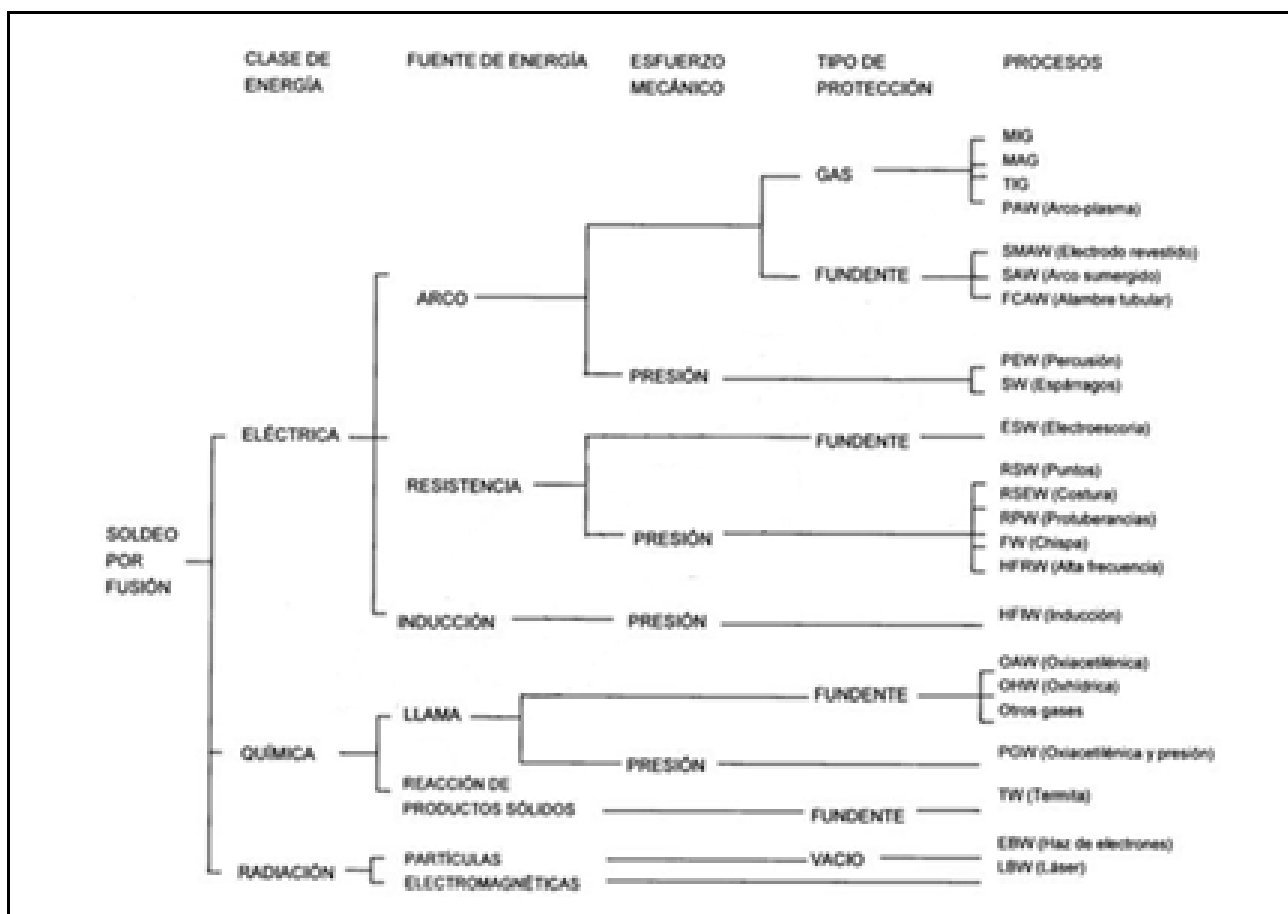 CLASE DE ENERGÍA
FUENTE DE ENERGÍA
ESFUERZO MECÁNICO
TIPO DE PROTECCIÓN
PROCESOS
SOLDEO POR FUSIÓN
ELÉCTRICA
ARCO
GAS
MIG
MAG
TIG
PAW (Arco-plasma)
FUNDENTE
SMAW (Electrodo revestido)
SAW (Arco sumergido)
FCAW (Alambre tubular)
PRESIÓN
PEW (Percusión)
SW (Espárragos)
RESISTENCIA
FUNDENTE
ESW (Electroescoria)
PRESIÓN
RSW (Puntos)
RSEW (Costura)
RPW (Protuberancias)
FW (Chispa)
HFRW (Alta frecuencia)
INDUCCIÓN
PRESIÓN
HFIW (Inducción)
QUÍMICA
LLAMA
FUNDENTE
OAW (Oxiacetilénica)
OHW (Oxhídrica)
Otros gases
PRESIÓN
PGW (Oxiacetilénica y presión)
REACCIÓN DE PRODUCTOS SÓLIDOS
FUNDENTE
TW (Termita)
RADIACIÓN
PARTÍCULAS
VACIO
EBW (Haz de electrones)
ELECTROMAGNÉTICAS
LBW (Láser)